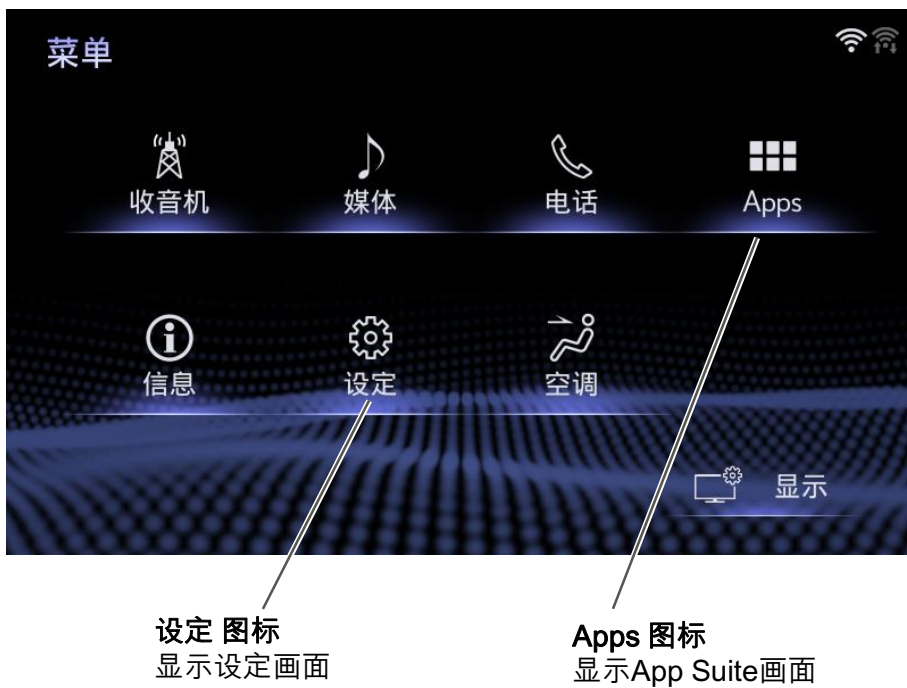 菜单
收音机 媒体 电话 Apps
信息 设定 空调
显示
设定 图标
显示设定画面
Apps 图标
显示App Suite画面